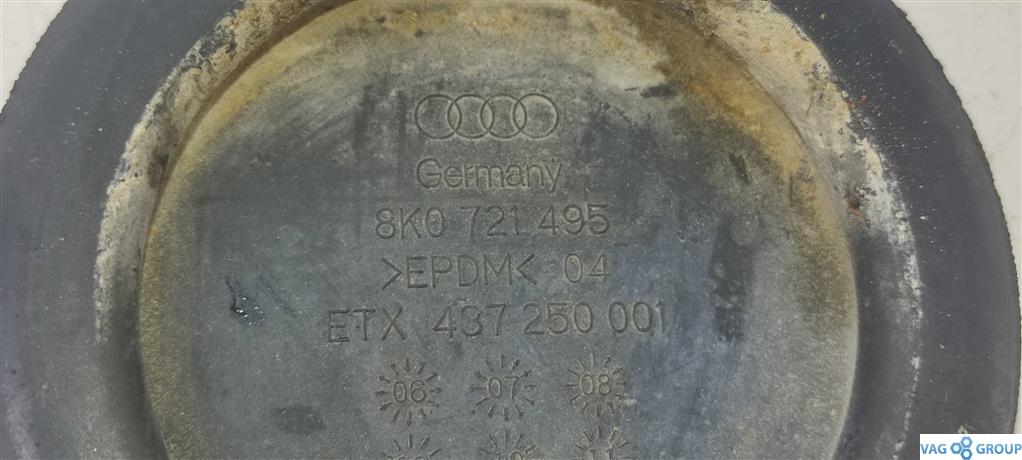 Germany
8K0 721 495
>EPDM< 04
ETX 437 250 001
06 07 08
VAG GROUP